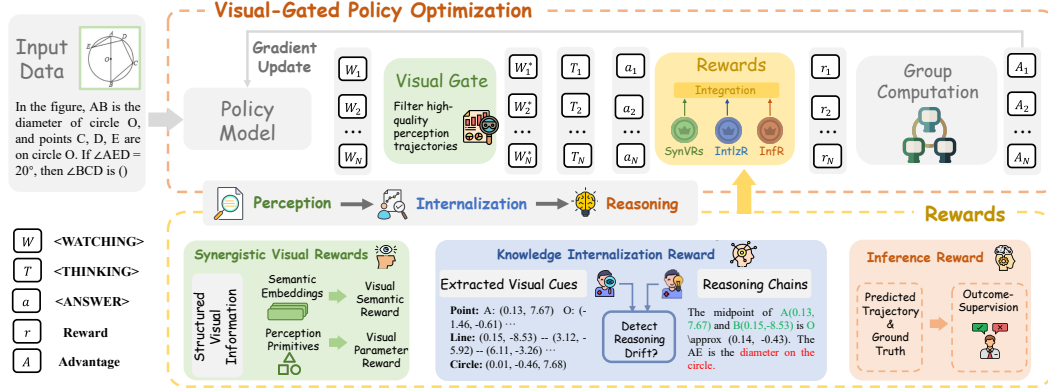 Visual-Gated Policy Optimization
Input
Data
A
D
E
O
C
B
In the figure, AB is the
diameter of circle O,
and points C, D, E are
on circle O. If ∠AED =
20°, then ∠BCD is ()
Gradient
Update
Policy
Model
W₁
W₂
...
W_N
Visual Gate
Filter high-
quality
perception
trajectories
W₁*
W₂*
...
W_N*
T₁
T₂
...
T_N
a₁
a₂
...
a_N
Rewards
Integration
SynVRs
IntlzR
InfR
r₁
r₂
...
r_N
Group
Computation
A₁
A₂
...
A_N
Perception
Internalization
Reasoning
Rewards
W <WATCHING>
T <THINKING>
a <ANSWER>
r Reward
A Advantage
Synergistic Visual Rewards
Structured Visual Information
Semantic
Embeddings
Visual
Semantic
Reward
Perception
Primitives
Visual
Parameter
Reward
Knowledge Internalization Reward
Extracted Visual Cues
Point: A: (0.13, 7.67) O: (-
1.46, -0.61) ···
Line: (0.15, -8.53) -- (3.12, -
5.92) -- (6.11, -3.26) ···
Circle: (0.01, -0.46, 7.68)
Detect
Reasoning
Drift?
Reasoning Chains
The midpoint of A(0.13,
7.67) and B(0.15,-8.53) is O
\approx (0.14, -0.43). The
AE is the diameter on the
circle.
Inference Reward
Predicted
Trajectory
&
Ground
Truth
Outcome-
Supervision